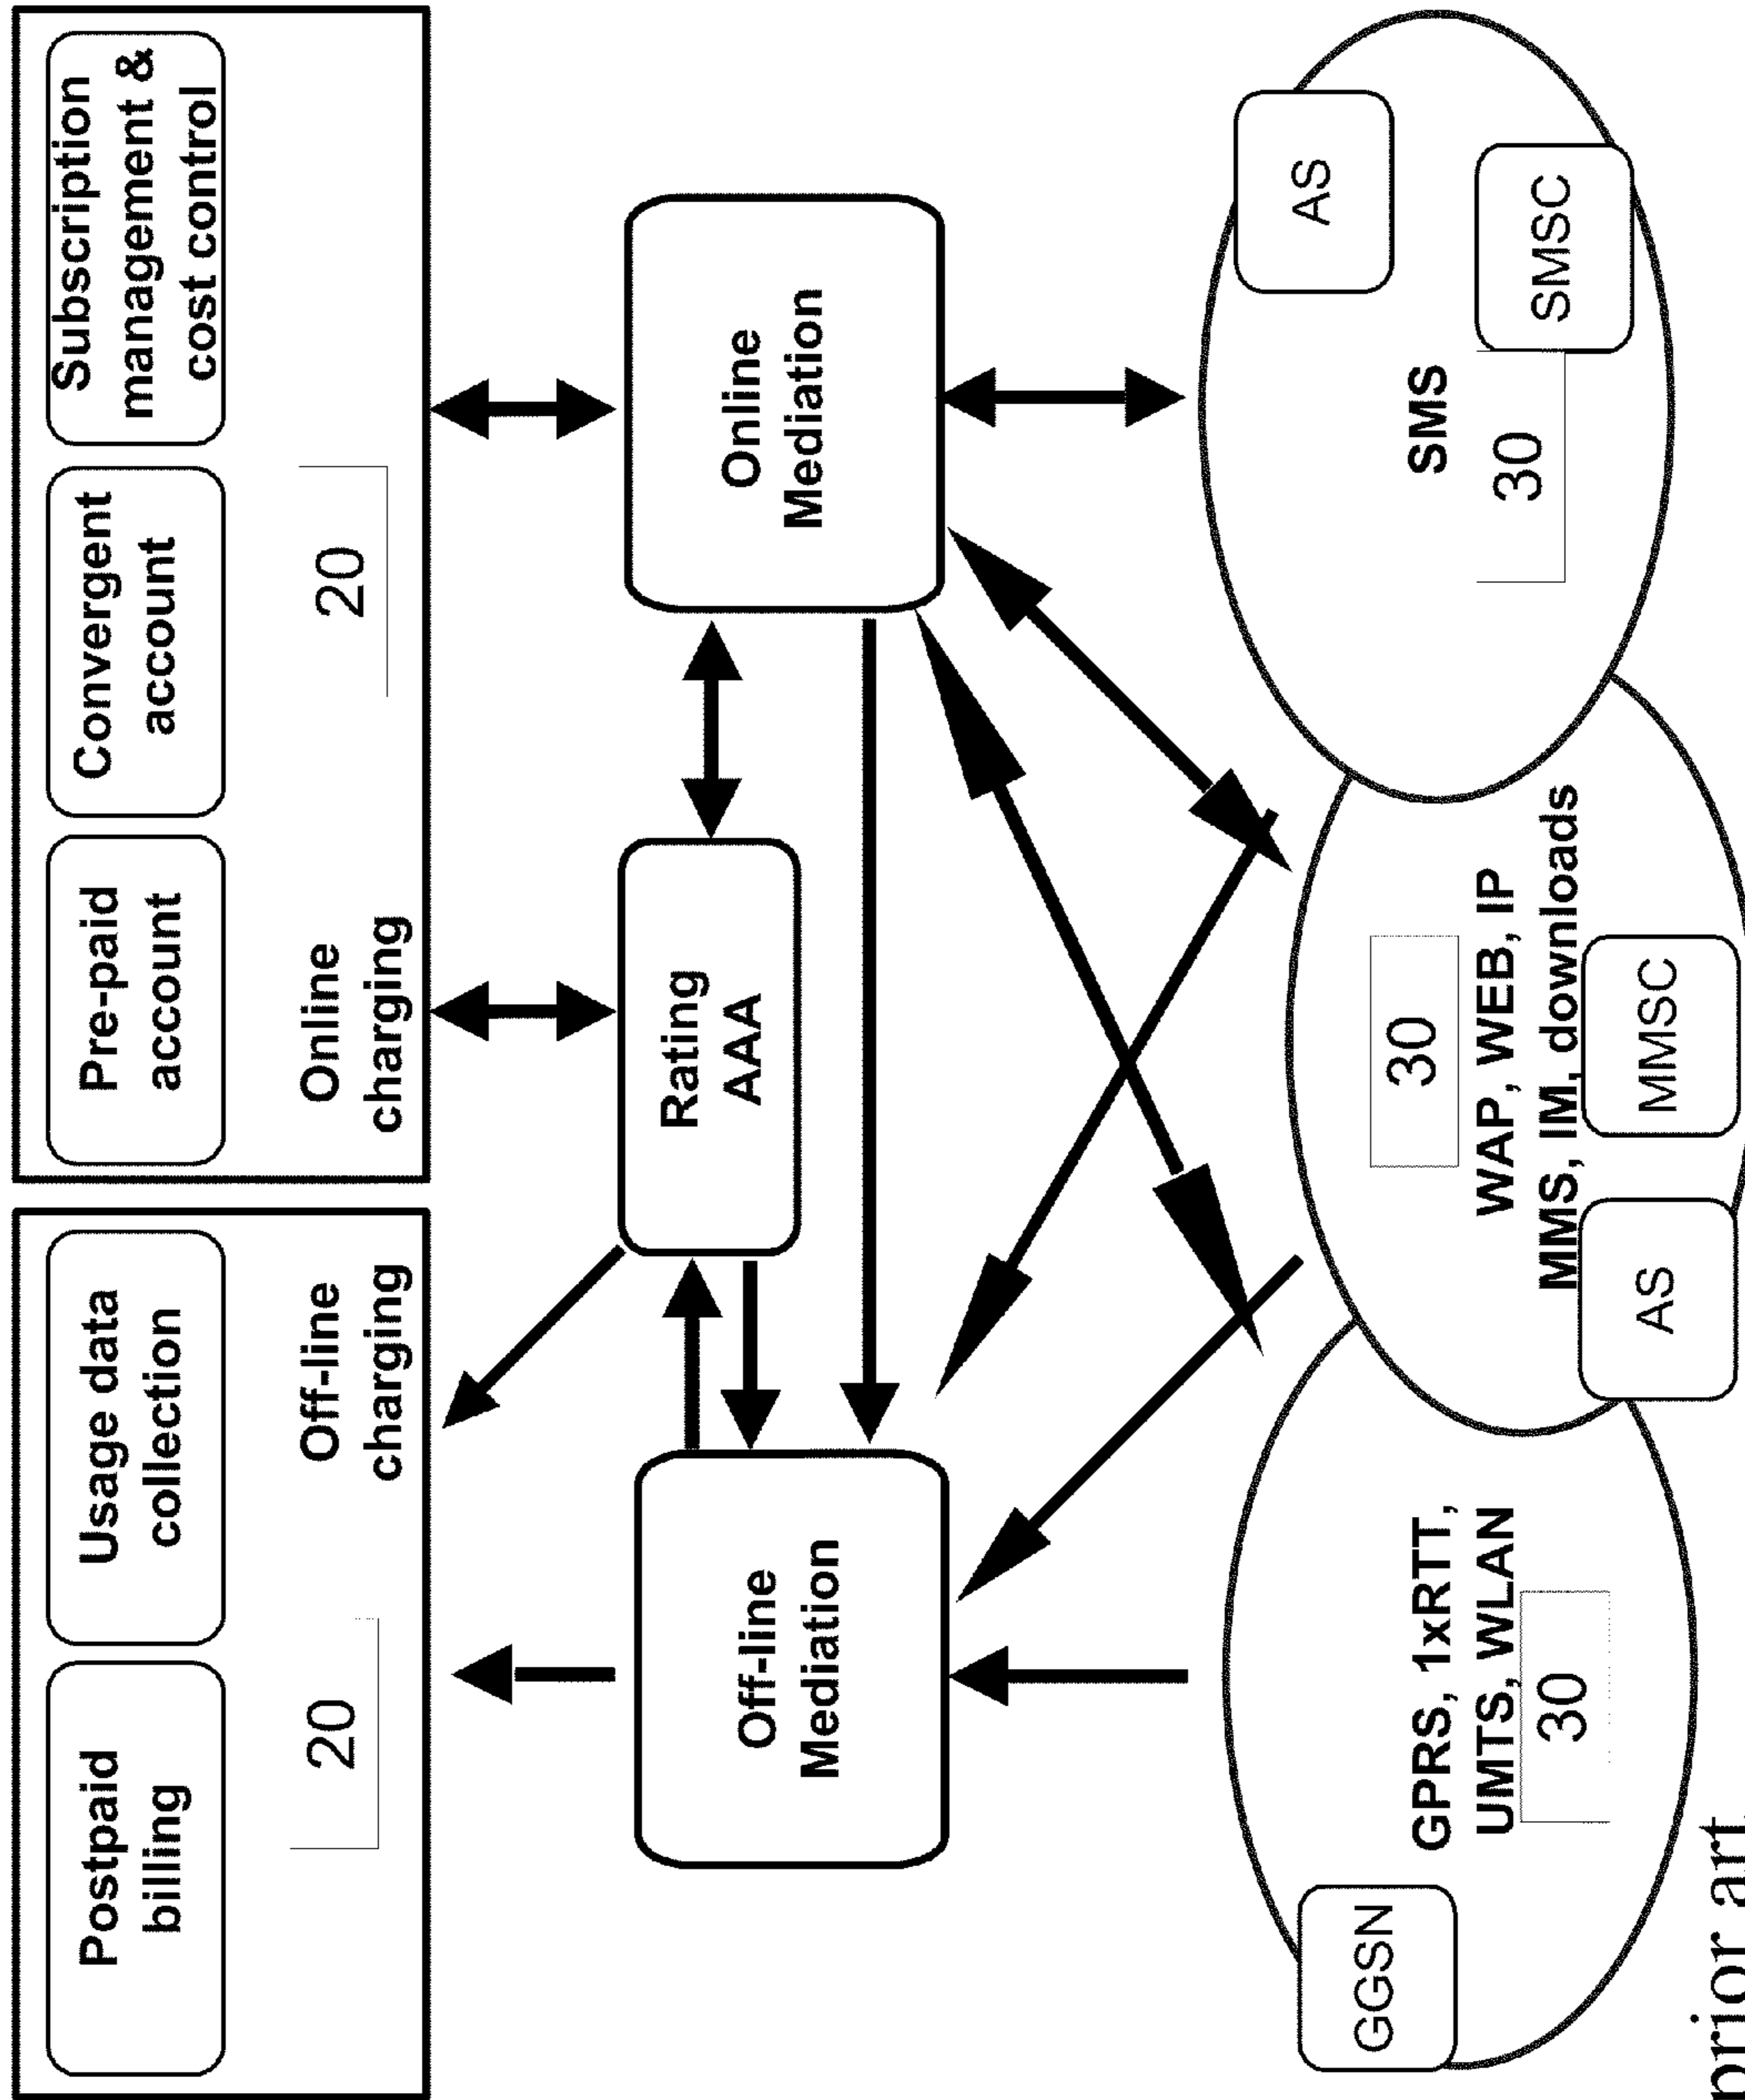 Postpaid
billing
Usage data
collection
20
Off-line
charging
Pre-paid
account
Convergent
account
Subscription
management &
cost control
Online
charging
20
Off-line
Mediation
Rating
AAA
Online
Mediation
GGSN
GPRS, 1xRTT,
UMTS, WLAN
30
30
WAP, WEB, IP
MMS, IM, downloads
AS
MMSC
SMS
30
AS
SMSC
prior art